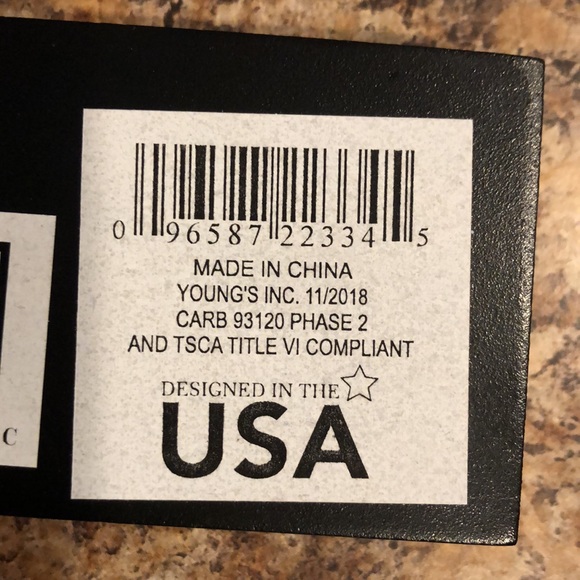 0 96587 22334 5
MADE IN CHINA
YOUNG'S INC. 11/2018
CARB 93120 PHASE 2
AND TSCA TITLE VI COMPLIANT
DESIGNED IN THE
USA
C